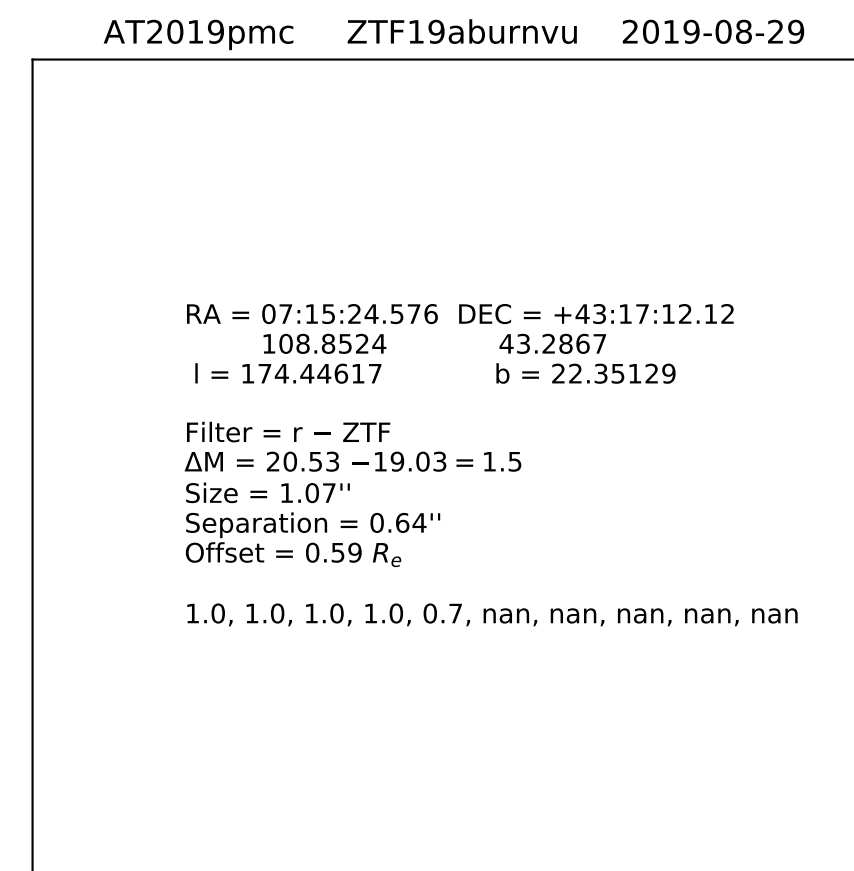 AT2019pmc ZTF19aburnvu 2019-08-29
RA = 07:15:24.576 DEC = +43:17:12.12
108.8524 43.2867
l = 174.44617 b = 22.35129
Filter = r − ZTF
ΔM = 20.53 −19.03 = 1.5
Size = 1.07''
Separation = 0.64''
Offset = 0.59 Re
1.0, 1.0, 1.0, 1.0, 0.7, nan, nan, nan, nan, nan